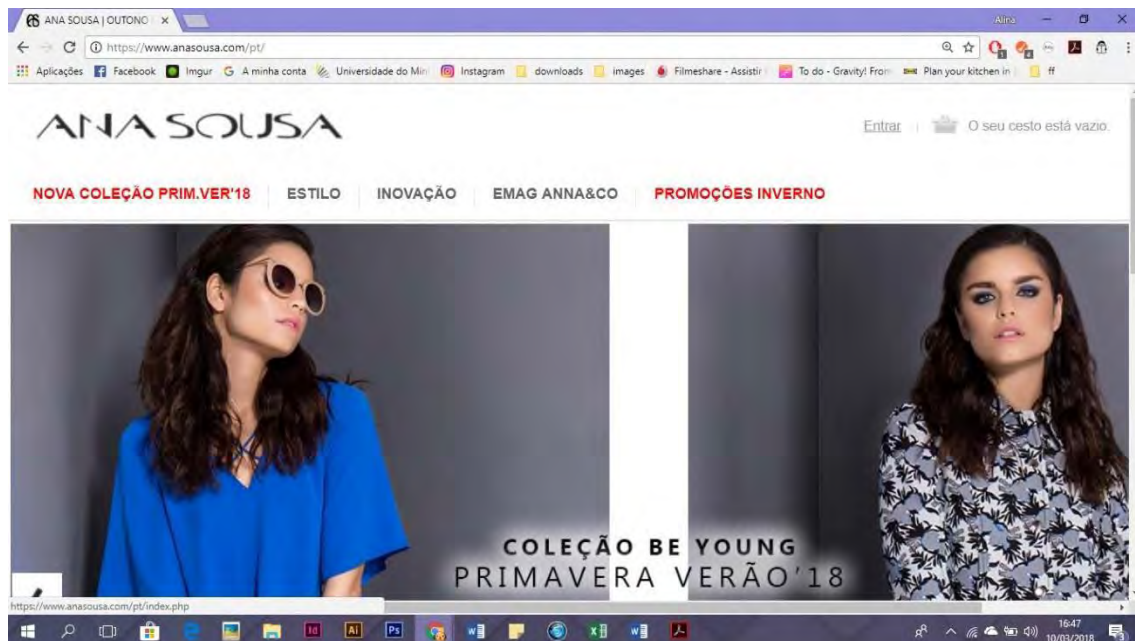 ANA SOUSA | OUTONO
Alina
https://www.anasousa.com/pt/
Aplicações Facebook Imgur A minha conta Universidade do Min Instagram downloads images Filmeshare - Assistir To do - Gravity! From Plan your kitchen in ff
ANA SOUSA
Entrar O seu cesto está vazio.
NOVA COLEÇÃO PRIM.VER'18 ESTILO INOVAÇÃO EMAG ANNA&CO PROMOÇÕES INVERNO
COLEÇÃO BE YOUNG
PRIMAVERA VERÃO'18
https://www.anasousa.com/pt/index.php
Id Ai Ps
16:47
10/03/2018